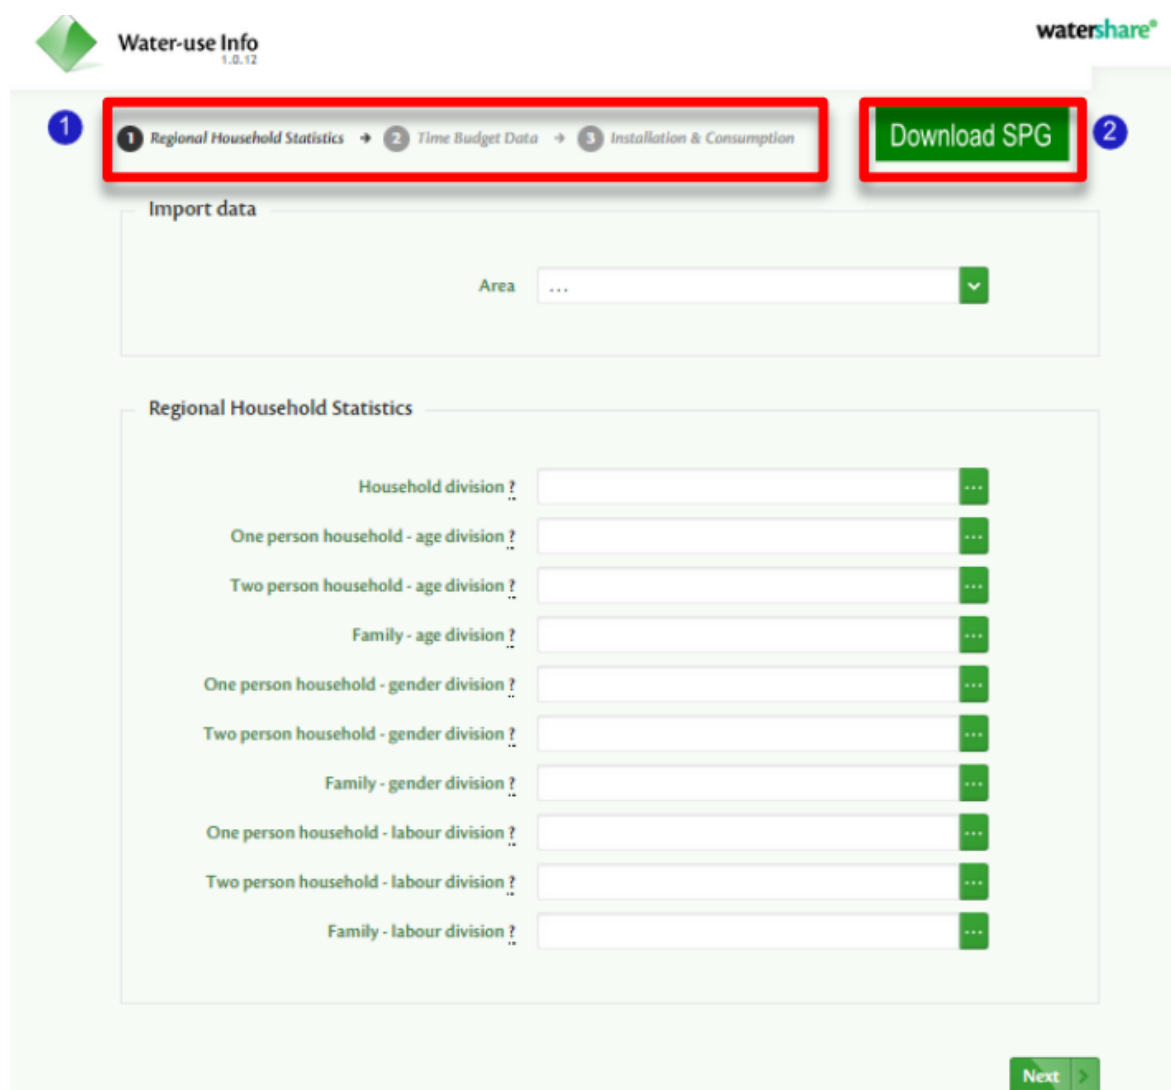 Water-use Info
1.0.12
watershare®
1
1 Regional Household Statistics → 2 Time Budget Data → 3 Installation & Consumption
Download SPG
2
Import data
Area ...
Regional Household Statistics
Household division ?
One person household - age division ?
Two person household - age division ?
Family - age division ?
One person household - gender division ?
Two person household - gender division ?
Family - gender division ?
One person household - labour division ?
Two person household - labour division ?
Family - labour division ?
Next >